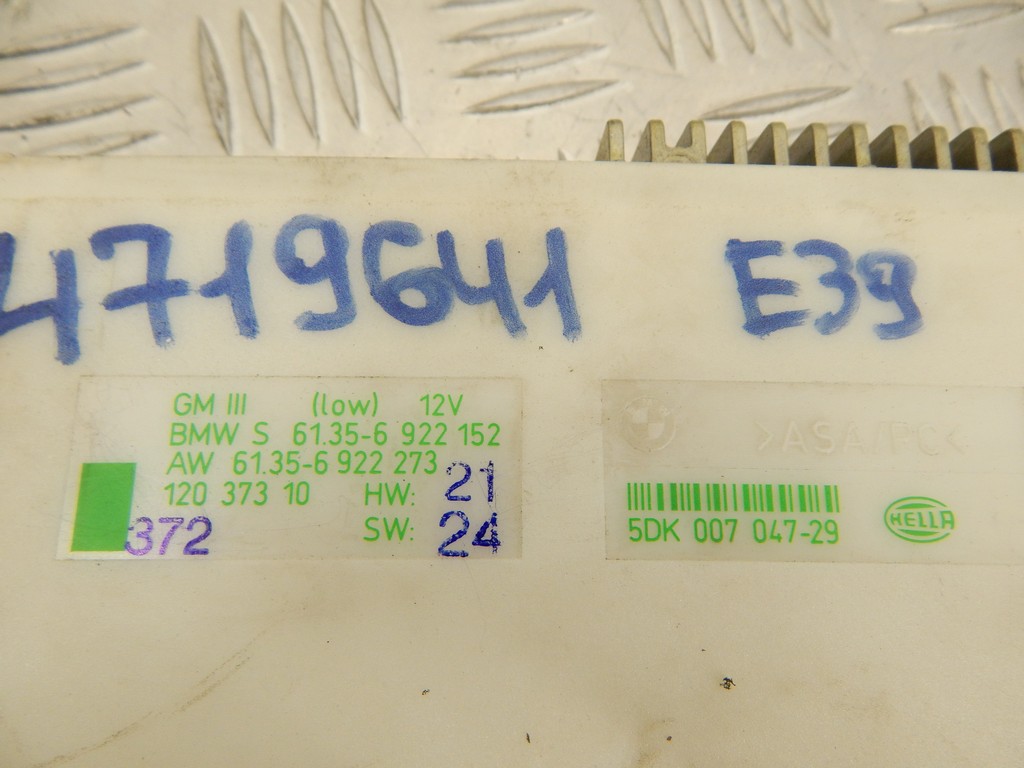 4719641 E39
GM III (low) 12V
BMW S 61.35-6 922 152
AW 61.35-6 922 273
120 373 10 HW: 21
372 SW: 24
>ASA/PC<
5DK 007 047-29
HELLA